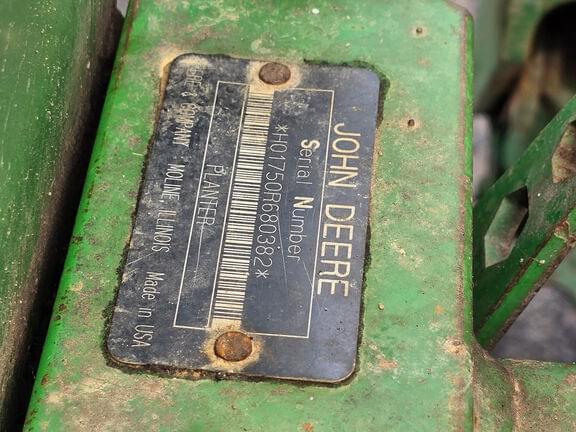 JOHN DEERE
Serial Number
*H01750R680382*
PLANTER
DEERE & COMPANY MOLINE, ILLINOIS Made in USA